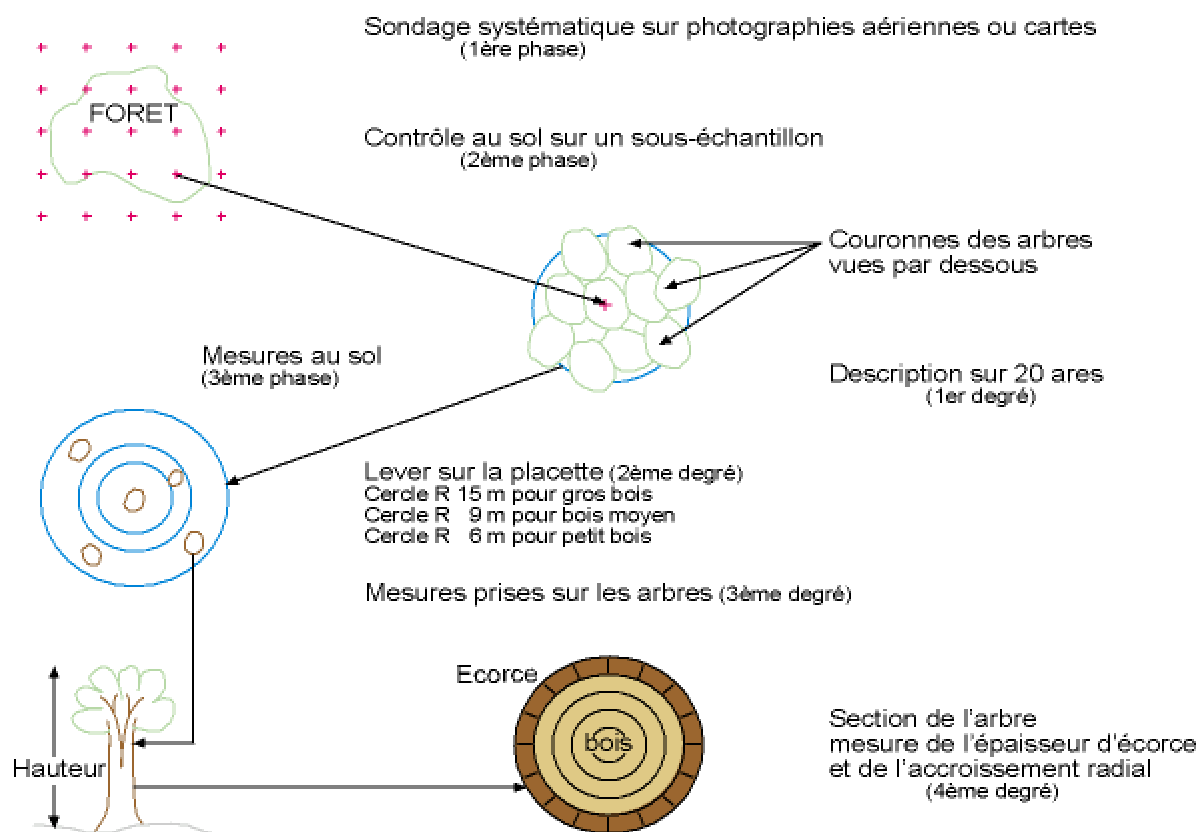 Sondage systématique sur photographies aériennes ou cartes
(1ère phase)
FORET
Contrôle au sol sur un sous-échantillon
(2ème phase)
Couronnes des arbres
vues par dessous
Mesures au sol
(3ème phase)
Description sur 20 ares
(1er degré)
Lever sur la placette (2ème degré)
Cercle R 15 m pour gros bois
Cercle R 9 m pour bois moyen
Cercle R 6 m pour petit bois
Mesures prises sur les arbres (3ème degré)
Ecorce
bois
Hauteur
Section de l'arbre
mesure de l'épaisseur d'écorce
et de l'accroissement radial
(4ème degré)